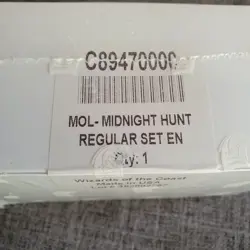 C89470000
MOL- MIDNIGHT HUNT
REGULAR SET EN
Qty: 1
Wizards of the Coast
Made in USA